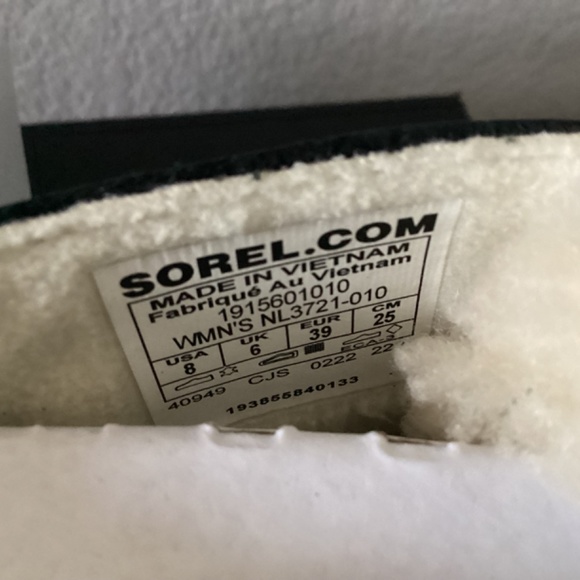 SOREL.COM
MADE IN VIETNAM
Fabriqué Au Vietnam
1915601010
WMN'S NL3721-010
USA UK EUR CM
8 6 39 25
40949 CJS 0222 22
193855840133